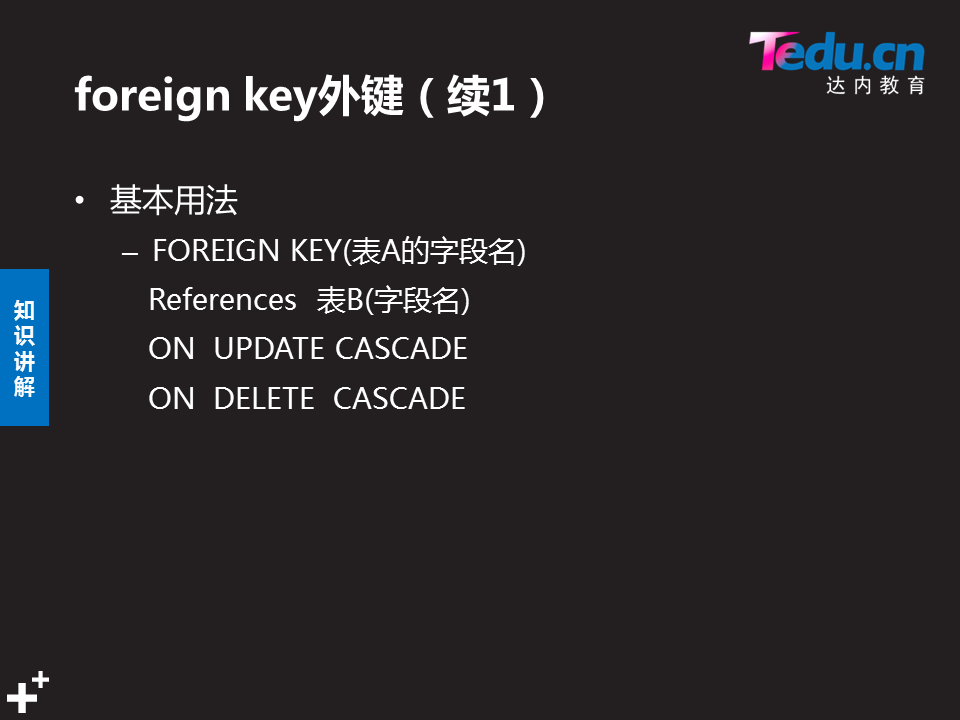 Tedu.cn
达内教育
foreign key外键（续1）
• 基本用法
– FOREIGN KEY(表A的字段名)
References 表B(字段名)
ON UPDATE CASCADE
ON DELETE CASCADE
知
识
讲
解